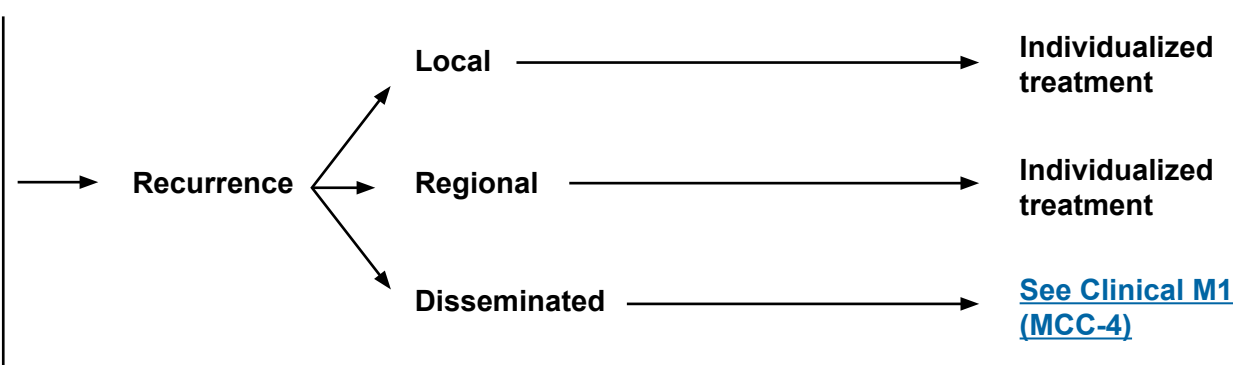 Local
Individualized
treatment
Recurrence
Regional
Individualized
treatment
Disseminated
See Clinical M1
(MCC-4)